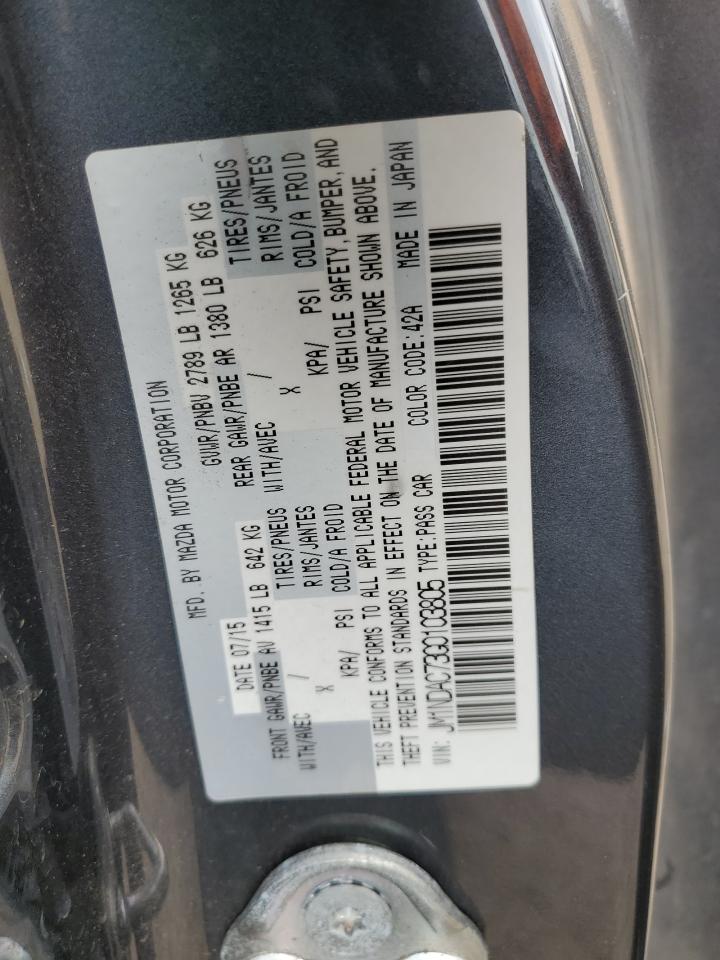 MFD. BY MAZDA MOTOR CORPORATION
DATE 07/15 GVWR/PNBV 2789 LB 1265 KG
FRONT GAWR/PNBE AV 1415 LB 642 KG REAR GAWR/PNBE AR 1380 LB 626 KG
WITH/AVEC / TIRES/PNEUS WITH/AVEC / TIRES/PNEUS
X RIMS/JANTES X RIMS/JANTES
KPA/ PSI COLD/A FROID KPA/ PSI COLD/A FROID
THIS VEHICLE CONFORMS TO ALL APPLICABLE FEDERAL MOTOR VEHICLE SAFETY, BUMPER, AND
THEFT PREVENTION STANDARDS IN EFFECT ON THE DATE OF MANUFACTURE SHOWN ABOVE.
VIN: JM1NDAC73G0103805 TYPE:PASS CAR COLOR CODE:42A MADE IN JAPAN